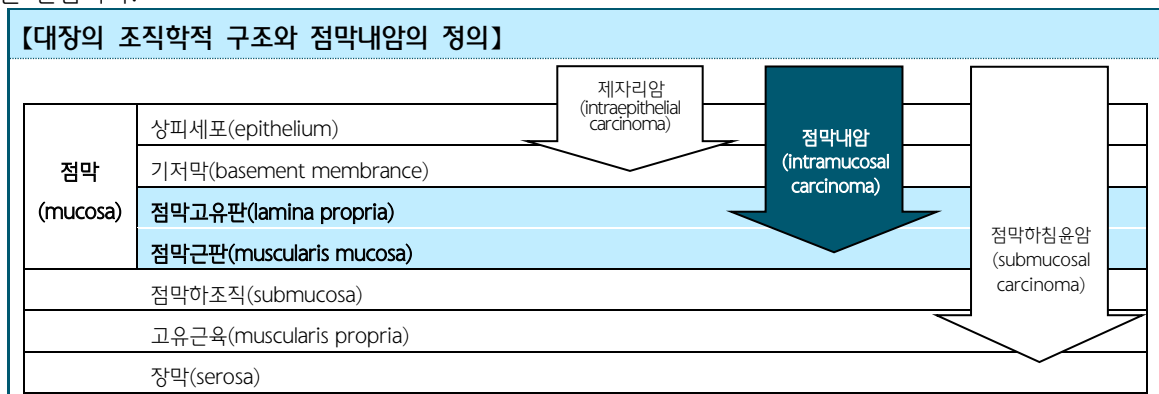 【대장의 조직학적 구조와 점막내암의 정의】
제자리암
(intraepithelial
carcinoma)
상피세포(epithelium)
점막내암
(intramucosal
carcinoma)
점막
(mucosa)
기저막(basement membrance)
점막고유판(lamina propria)
점막하침윤암
(submucosal
carcinoma)
점막근판(muscularis mucosa)
점막하조직(submucosa)
고유근육(muscularis propria)
장막(serosa)